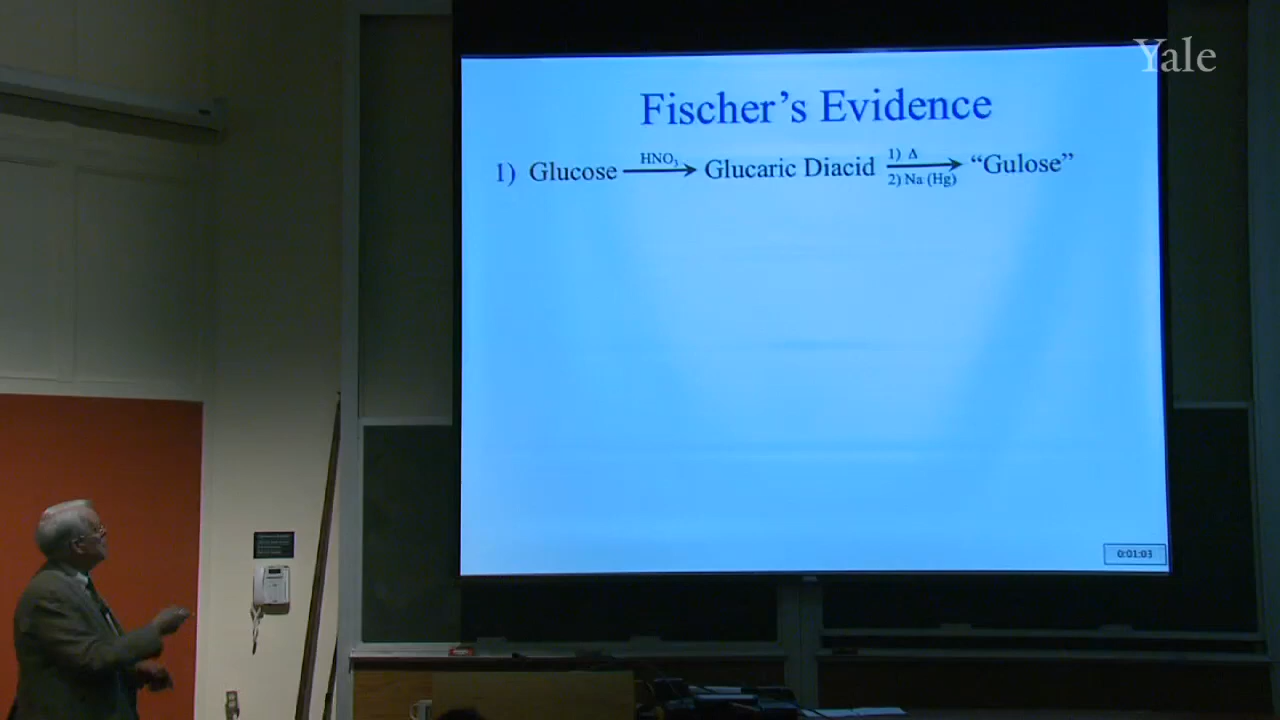 Yale
Fischer's Evidence
1) Glucose HNO₃ Glucaric Diacid 1) Δ 2) Na (Hg) “Gulose”
0:01:03